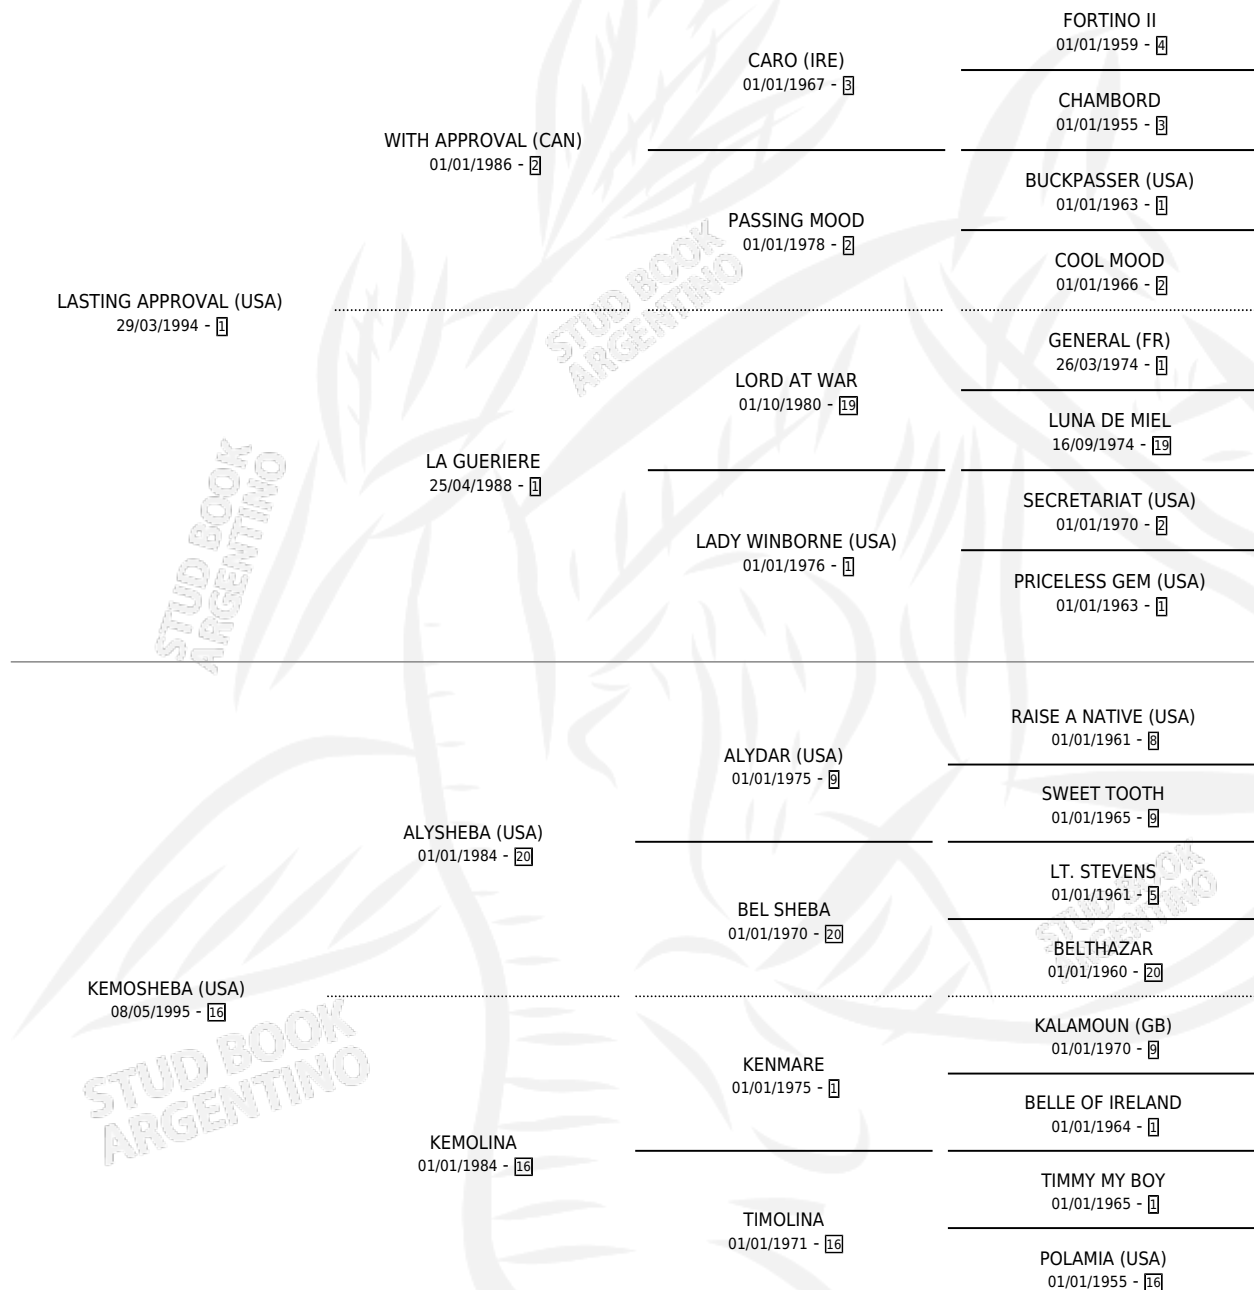 FORTINO II
01/01/1959 - 4
CARO (IRE)
01/01/1967 - 3
CHAMBORD
01/01/1955 - 3
WITH APPROVAL (CAN)
01/01/1986 - 2
BUCKPASSER (USA)
01/01/1963 - 1
PASSING MOOD
01/01/1978 - 2
COOL MOOD
01/01/1966 - 2
LASTING APPROVAL (USA)
29/03/1994 - 1
GENERAL (FR)
26/03/1974 - 1
LORD AT WAR
01/10/1980 - 19
LUNA DE MIEL
16/09/1974 - 19
LA GUERIERE
25/04/1988 - 1
SECRETARIAT (USA)
01/01/1970 - 2
LADY WINBORNE (USA)
01/01/1976 - 1
PRICELESS GEM (USA)
01/01/1963 - 1
RAISE A NATIVE (USA)
01/01/1961 - 8
ALYDAR (USA)
01/01/1975 - 9
SWEET TOOTH
01/01/1965 - 9
ALYSHEBA (USA)
01/01/1984 - 20
LT. STEVENS
01/01/1961 - 5
BEL SHEBA
01/01/1970 - 20
BELTHAZAR
01/01/1960 - 20
KEMOSHEBA (USA)
08/05/1995 - 16
KALAMOUN (GB)
01/01/1970 - 9
KENMARE
01/01/1975 - 1
BELLE OF IRELAND
01/01/1964 - 1
KEMOLINA
01/01/1984 - 16
TIMMY MY BOY
01/01/1965 - 1
TIMOLINA
01/01/1971 - 16
POLAMIA (USA)
01/01/1955 - 16
STUD BOOK
ARGENTINO
STUD BOOK
ARGENTINO
STUD BOOK
ARGENTINO
STUD BOOK
ARGENTINO